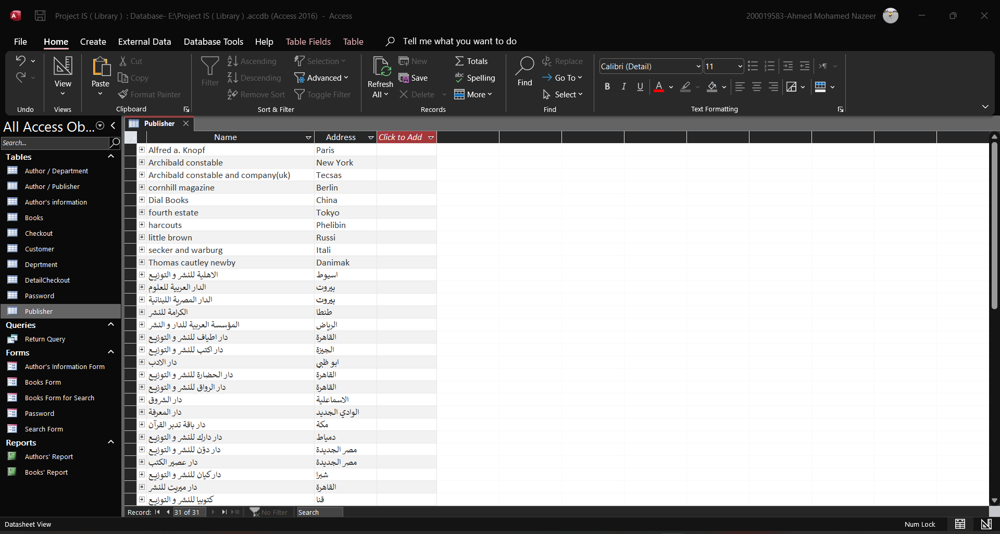 Project IS ( Library ) : Database- E:\Project IS ( Library ) .accdb (Access 2016) - Access
200019583-Ahmed Mohamed Nazeer
File Home Create External Data Database Tools Help Table Fields Table Tell me what you want to do
Undo
View
Views
Paste
Cut
Copy
Format Painter
Clipboard
Filter
Ascending
Descending
Remove Sort
Selection
Advanced
Toggle Filter
Sort & Filter
Refresh
All
New
Save
Delete
Totals
Spelling
More
Records
Find
Replace
Go To
Select
Find
Calibri (Detail) 11
B I U A
Text Formatting
All Access Ob...
Search...
Tables
Author / Department
Author / Publisher
Author's information
Books
Checkout
Customer
Deprtment
DetailCheckout
Password
Publisher
Queries
Return Query
Forms
Author's Information Form
Books Form
Books Form for Search
Password
Search Form
Reports
Authors' Report
Books' Report
Publisher
Name Address Click to Add
Alfred a. Knopf Paris
Archibald constable New York
Archibald constable and company(uk) Tecsas
cornhill magazine Berlin
Dial Books China
fourth estate Tokyo
harcouts Phelibin
little brown Russi
secker and warburg Itali
Thomas cautley newby Danimak
الاهلية للنشر و التوزيع اسيوط
الدار العربية للعلوم بيروت
الدار المصرية اللبنانية بيروت
الكرامة للنشر طنطا
المؤسسة العربية للدار و النشر الرياض
دار اطياف للنشر و التوزيع القاهرة
دار اكتب للنشر و التوزيع الجيزة
دار الادب ابو ظبي
دار الحضارة للنشر و التوزيع القاهرة
دار الرواق للنشر و التوزيع القاهرة
دار الشروق الاسماعلية
دار المعرفة الوادي الجديد
دار باقة تدبر القرآن مكة
دار دارك للنشر و التوزيع دمياط
دار دوّن للنشر و التوزيع مصر الجديدة
دار عصير الكتب مصر الجديدة
دار كيان للنشر و التوزيع شبرا
دار ميريت للنشر القاهرة
كتوبيا للنشر و التوزيع قنا
Record: 31 of 31 No Filter Search
Datasheet View
Num Lock